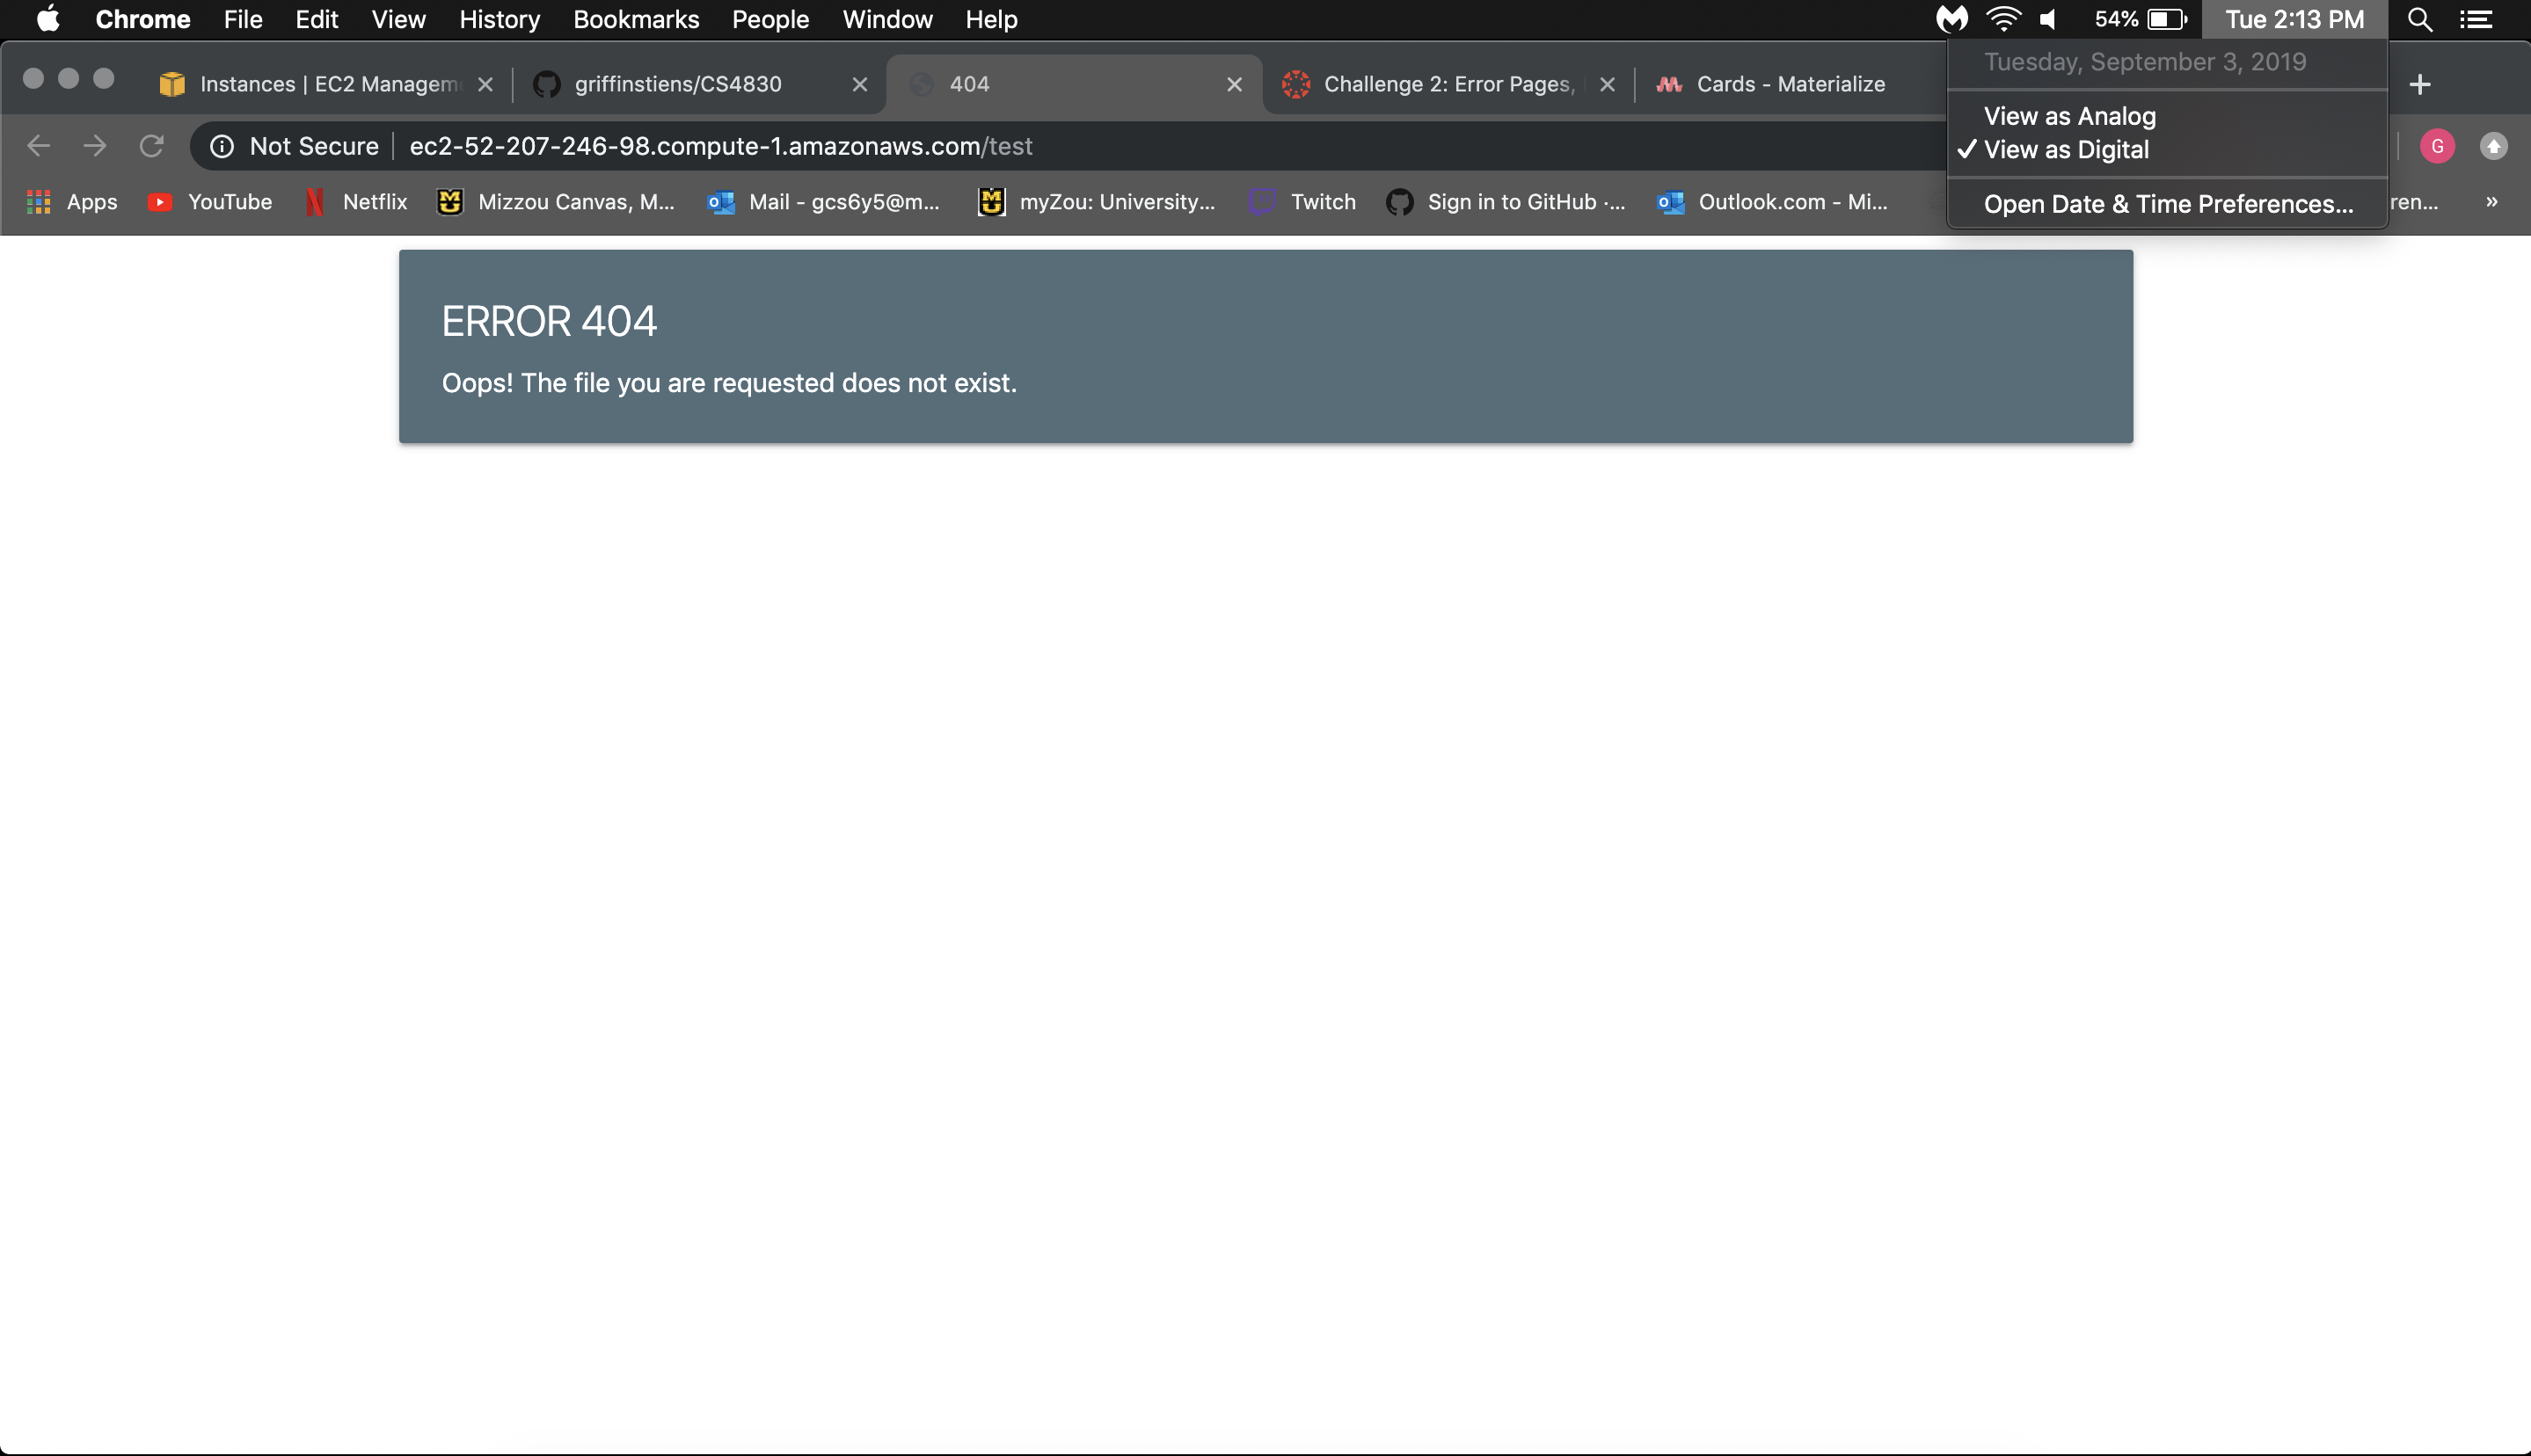 Chrome File Edit View History Bookmarks People Window Help 54% Tue 2:13 PM
Tuesday, September 3, 2019
View as Analog
✓ View as Digital
Open Date & Time Preferences...
Instances | EC2 Managem
griffinstiens/CS4830
404
Challenge 2: Error Pages,
Cards - Materialize
Not Secure | ec2-52-207-246-98.compute-1.amazonaws.com/test
G
Apps YouTube Netflix Mizzou Canvas, M... Mail - gcs6y5@m... myZou: University... Twitch Sign in to GitHub ·... Outlook.com - Mi... ren... »
ERROR 404
Oops! The file you are requested does not exist.